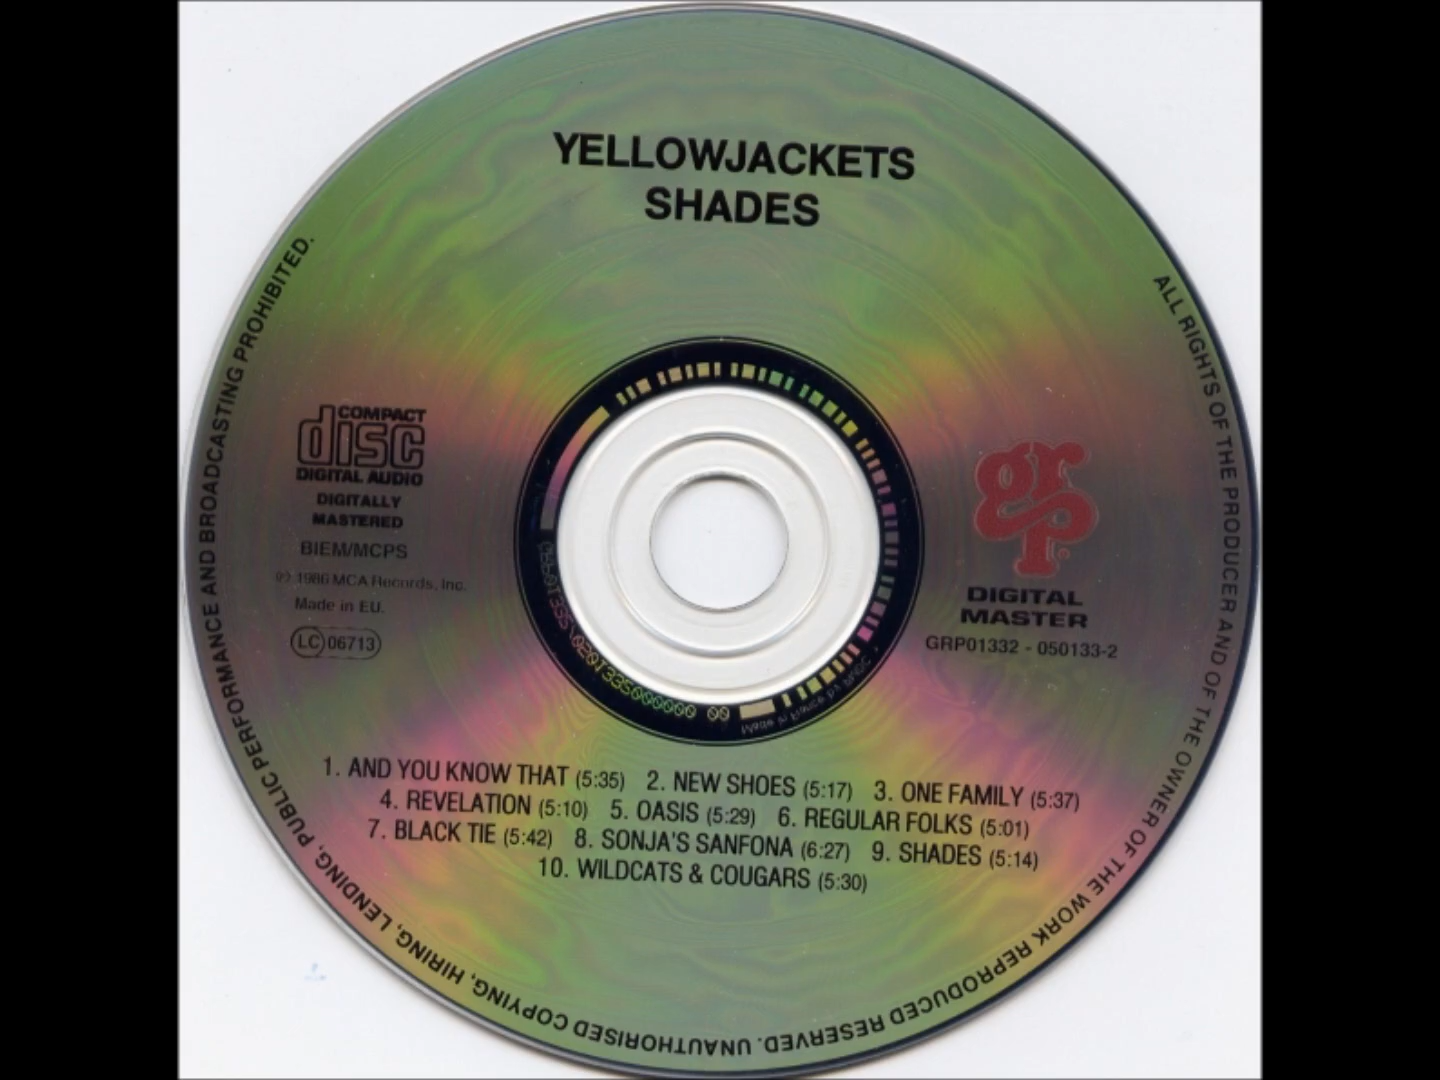 YELLOWJACKETS
SHADES
COMPACT
disc
DIGITAL AUDIO
DIGITALLY
MASTERED
BIEM/MCPS
1986 MCA Records, Inc.
Made in EU.
LC 06713
grp
DIGITAL
MASTER
GRP01332 - 050133-2
1. AND YOU KNOW THAT (5:35) 2. NEW SHOES (5:17) 3. ONE FAMILY (5:37)
4. REVELATION (5:10) 5. OASIS (5:29) 6. REGULAR FOLKS (5:01)
7. BLACK TIE (5:42) 8. SONJA'S SANFONA (6:27) 9. SHADES (5:14)
10. WILDCATS & COUGARS (5:30)
ALL RIGHTS OF THE PRODUCER AND OF THE OWNER OF THE WORK REPRODUCED RESERVED. UNAUTHORISED COPYING, HIRING, LENDING, PUBLIC PERFORMANCE AND BROADCASTING PROHIBITED.